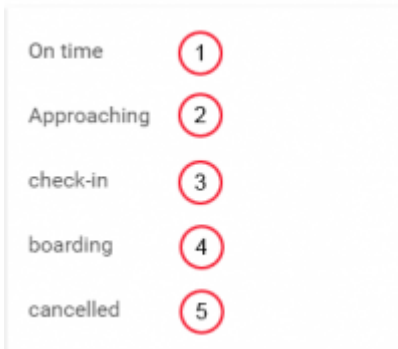 On time 1
Approaching 2
check-in 3
boarding 4
cancelled 5